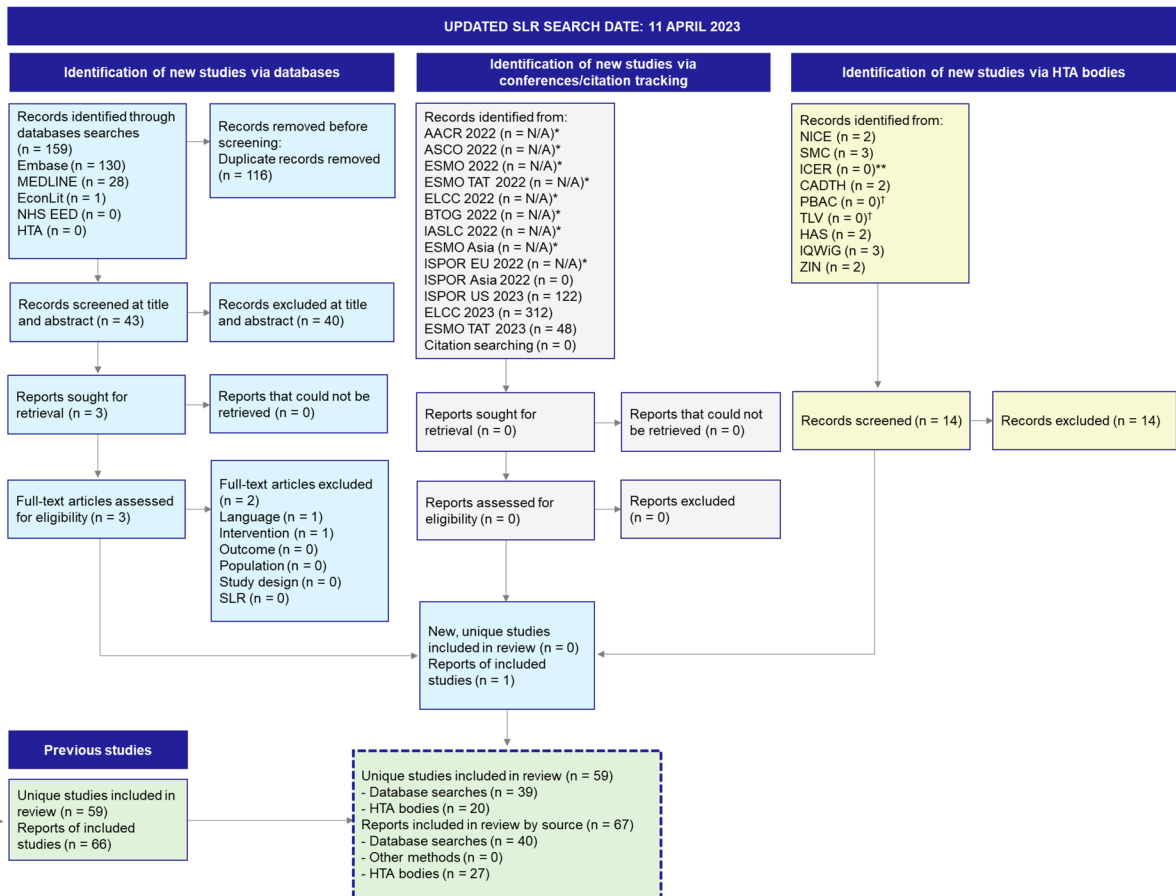 UPDATED SLR SEARCH DATE: 11 APRIL 2023
Identification of new studies via databases
Records identified through
databases searches
(n = 159)
Embase (n = 130)
MEDLINE (n = 28)
EconLit (n = 1)
NHS EED (n = 0)
HTA (n = 0)
Records removed before
screening:
Duplicate records removed
(n = 116)
Records screened at title
and abstract (n = 43)
Records excluded at title
and abstract (n = 40)
Reports sought for
retrieval (n = 3)
Reports that could not be
retrieved (n = 0)
Full-text articles assessed
for eligibility (n = 3)
Full-text articles excluded
(n = 2)
Language (n = 1)
Intervention (n = 1)
Outcome (n = 0)
Population (n = 0)
Study design (n = 0)
SLR (n = 0)
Identification of new studies via
conferences/citation tracking
Records identified from:
AACR 2022 (n = N/A)*
ASCO 2022 (n = N/A)*
ESMO 2022 (n = N/A)*
ESMO TAT 2022 (n = N/A)*
ELCC 2022 (n = N/A)*
BTOG 2022 (n = N/A)*
IASLC 2022 (n = N/A)*
ESMO Asia (n = N/A)*
ISPOR EU 2022 (n = N/A)*
ISPOR Asia 2022 (n = 0)
ISPOR US 2023 (n = 122)
ELCC 2023 (n = 312)
ESMO TAT 2023 (n = 48)
Citation searching (n = 0)
Reports sought for
retrieval (n = 0)
Reports that could not
be retrieved (n = 0)
Reports assessed for
eligibility (n = 0)
Reports excluded
(n = 0)
Identification of new studies via HTA bodies
Records identified from:
NICE (n = 2)
SMC (n = 3)
ICER (n = 0)**
CADTH (n = 2)
PBAC (n = 0)†
TLV (n = 0)†
HAS (n = 2)
IQWiG (n = 3)
ZIN (n = 2)
Records screened (n = 14)
Records excluded (n = 14)
New, unique studies
included in review (n = 0)
Reports of included
studies (n = 1)
Previous studies
Unique studies included in
review (n = 59)
Reports of included
studies (n = 66)
Unique studies included in review (n = 59)
- Database searches (n = 39)
- HTA bodies (n = 20)
Reports included in review by source (n = 67)
- Database searches (n = 40)
- Other methods (n = 0)
- HTA bodies (n = 27)